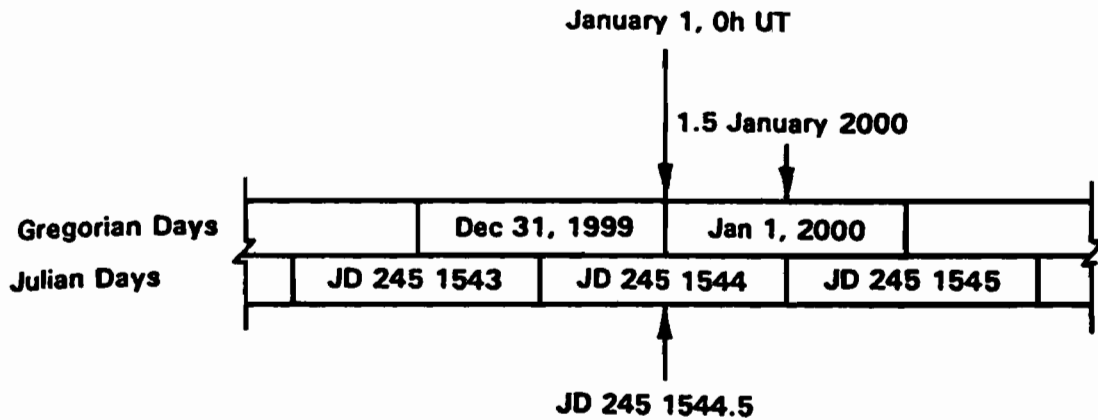 January 1, 0h UT
1.5 January 2000
Gregorian Days
Dec 31, 1999
Jan 1, 2000
Julian Days
JD 245 1543
JD 245 1544
JD 245 1545
JD 245 1544.5